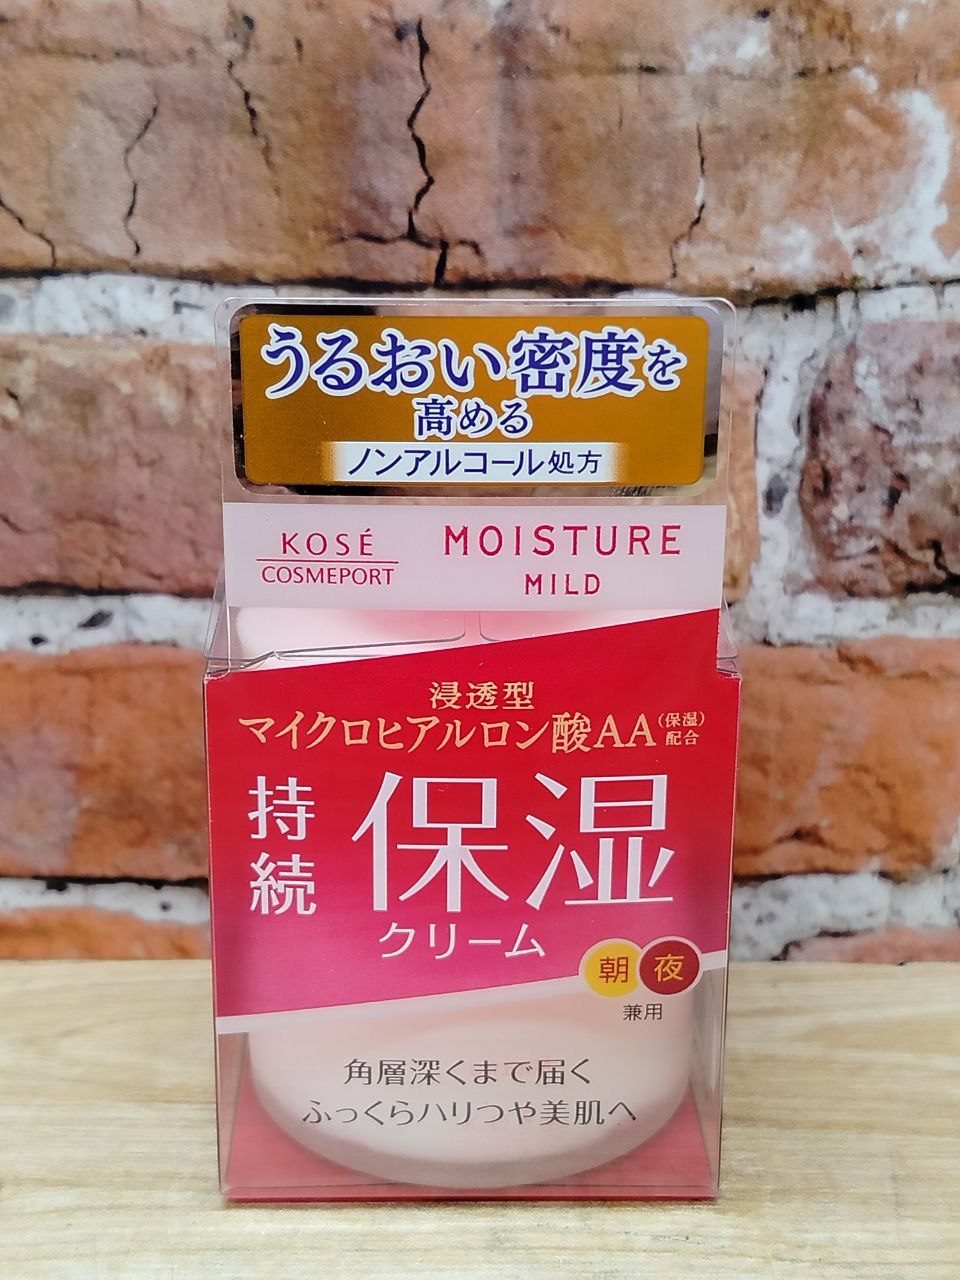 うるおい密度を
高める
ノンアルコール処方
KOSÉ
COSMEPORT
MOISTURE
MILD
浸透型
マイクロヒアルロン酸AA(保湿)配合
持続
保湿
クリーム
朝 夜
兼用
角層深くまで届く
ふっくらハリつや美肌へ